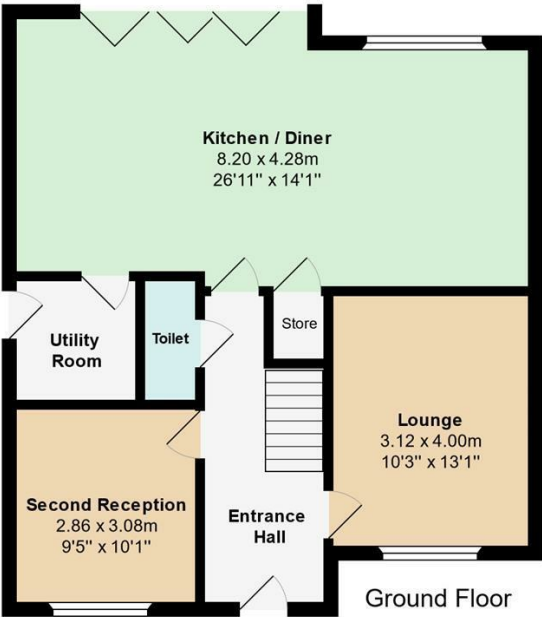 Kitchen / Diner
8.20 x 4.28m
26'11" x 14'1"
Utility
Room
Toilet
Store
Lounge
3.12 x 4.00m
10'3" x 13'1"
Second Reception
2.86 x 3.08m
9'5" x 10'1"
Entrance
Hall
Ground Floor